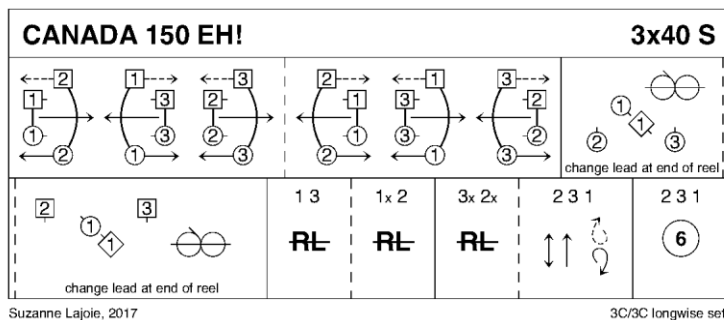 CANADA 150 EH! 3x40 S
2 1 3 2 1 3
1 3 2 1 3 2
1 3 2 1 3 2
2 1 3 2 1 3
1
1
2 3
change lead at end of reel
2 3
1
1
change lead at end of reel
1 3 1x 2 3x 2x 2 3 1 2 3 1
RL RL RL 6
Suzanne Lajoie, 2017 3C/3C longwise set